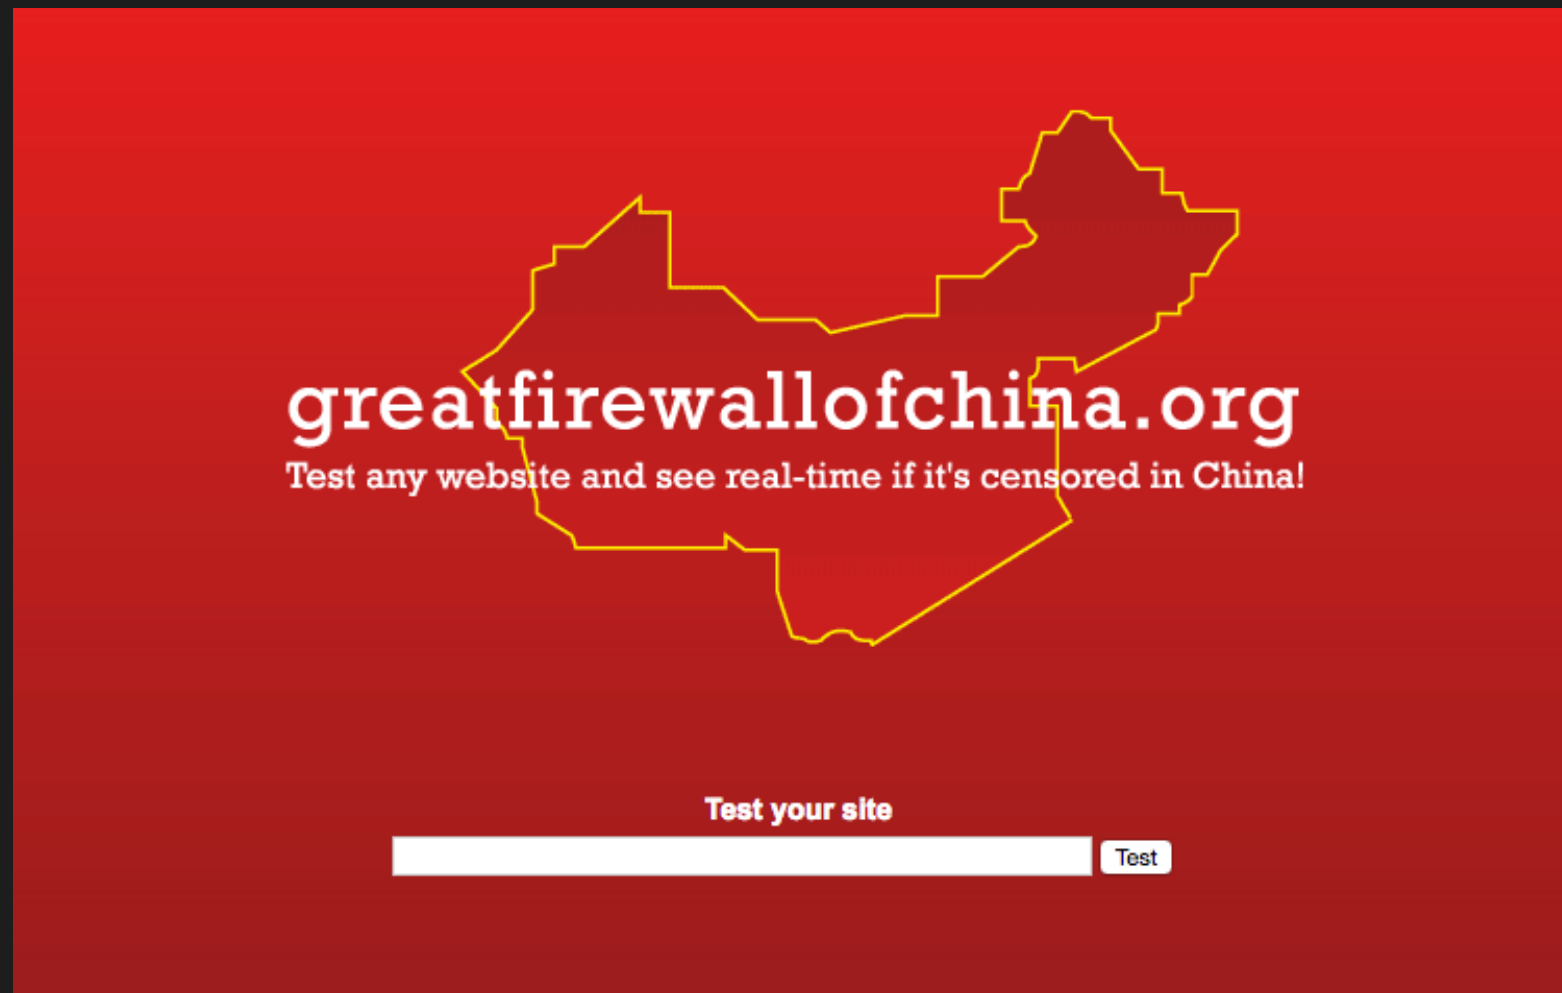 greatfirewallofchina.org
Test any website and see real-time if it's censored in China!
Test your site
Test